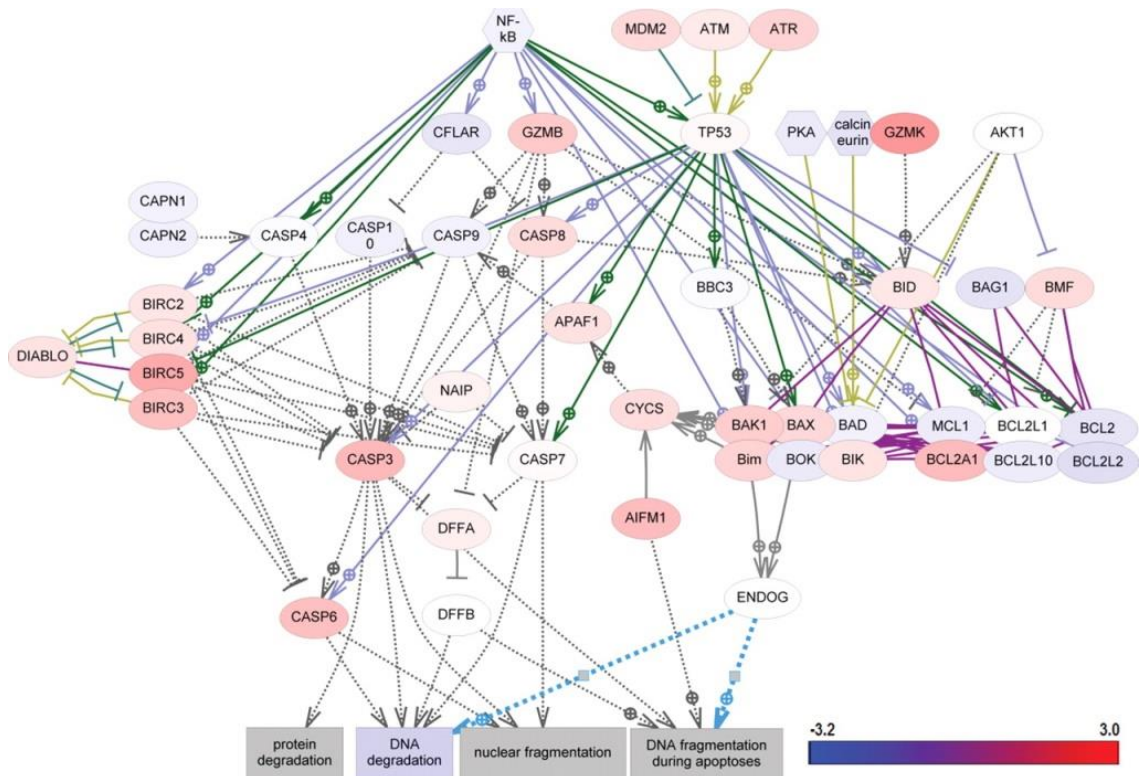 NF-
kB
MDM2
ATM
ATR
CFLAR
GZMB
TP53
PKA
calcin
eurin
GZMK
AKT1
CAPN1
CAPN2
CASP4
CASP1
0
CASP9
CASP8
BBC3
BID
BAG1
BMF
BIRC2
BIRC4
DIABLO
BIRC5
BIRC3
APAF1
NAIP
CYCS
BAK1
BAX
BAD
MCL1
BCL2L1
BCL2
CASP3
CASP7
Bim
BOK
BIK
BCL2A1
BCL2L10
BCL2L2
AIFM1
DFFA
ENDOG
CASP6
DFFB
protein
degradation
DNA
degradation
nuclear fragmentation
DNA fragmentation
during apoptoses
-3.2
3.0